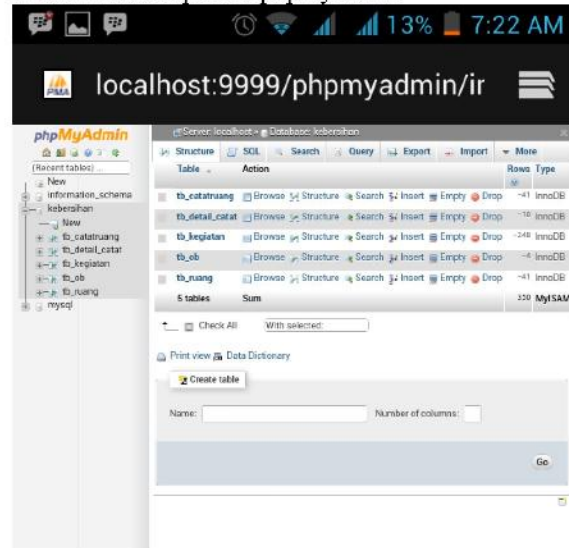 13% 7:22 AM
localhost:9999/phpmyadmin/ir
phpMyAdmin
(Recent tables) ...
New
information_schema
kebersihan
New
tb_catatruang
tb_detail_catat
tb_kegiatan
tb_ob
tb_ruang
mysql
Server: localhost » Database: kebersihan
Structure SQL Search Query Export Import More
Table Action Rows Type
tb_catatruang Browse Structure Search Insert Empty Drop ~41 InnoDB
tb_detail_catat Browse Structure Search Insert Empty Drop InnoDB
tb_kegiatan Browse Structure Search Insert Empty Drop ~248 InnoDB
tb_ob Browse Structure Search Insert Empty Drop ~4 InnoDB
tb_ruang Browse Structure Search Insert Empty Drop ~41 InnoDB
5 tables Sum 350 MyISAM
Check All With selected:
Print view Data Dictionary
Create table
Name: Number of columns:
Go